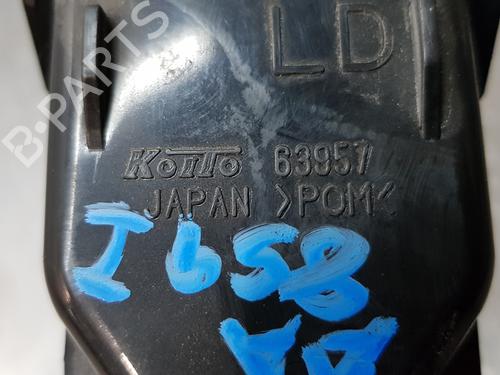 B-PARTS
LD
KOITO 63957
JAPAN >POM<
I658